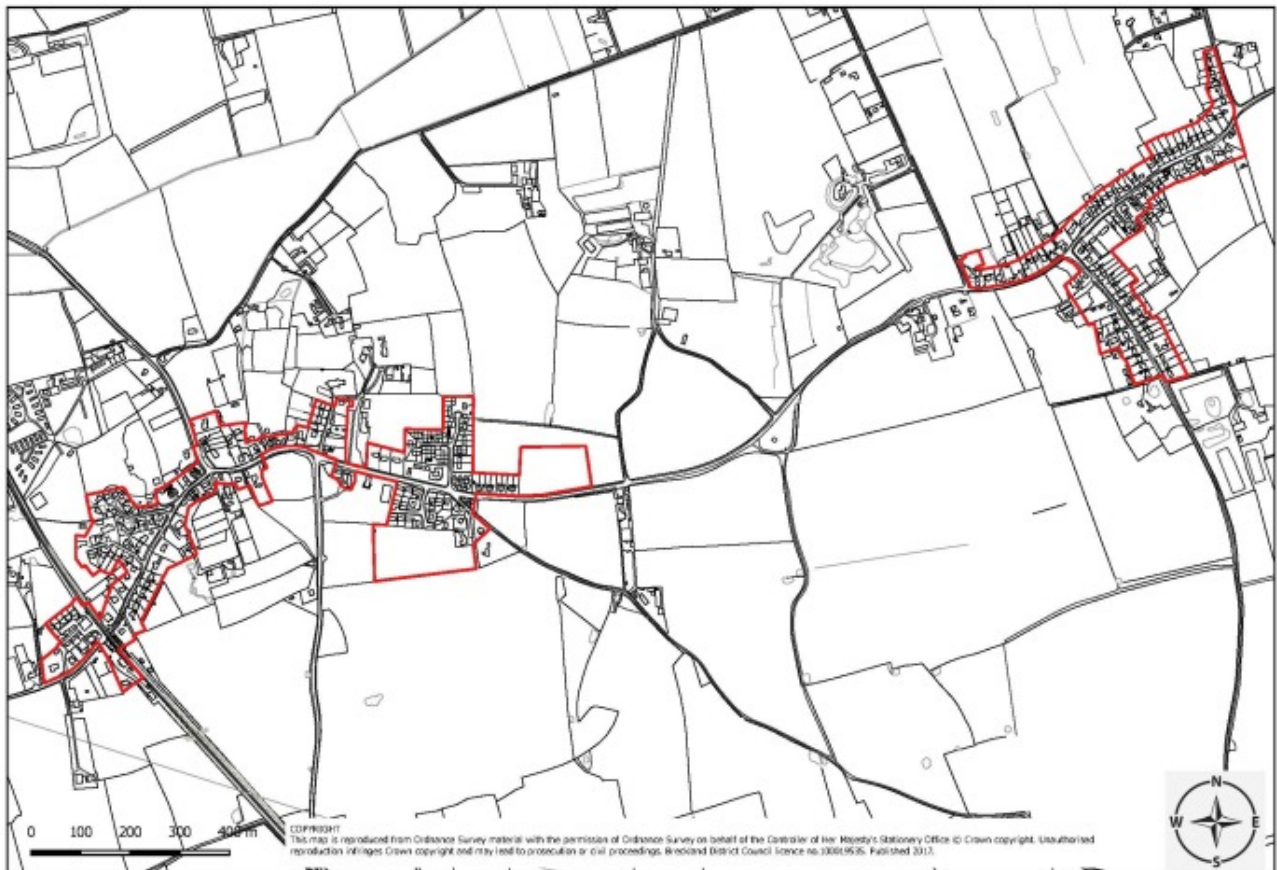 N
W E
S
0 100 200 300 400 m
COPYRIGHT
This map is reproduced from Ordnance Survey material with the permission of Ordnance Survey on behalf of the Controller of Her Majesty's Stationery Office © Crown copyright. Unauthorised
reproduction infringes Crown copyright and may lead to prosecution or civil proceedings. Breckland District Council licence no.100019535. Published 2017.